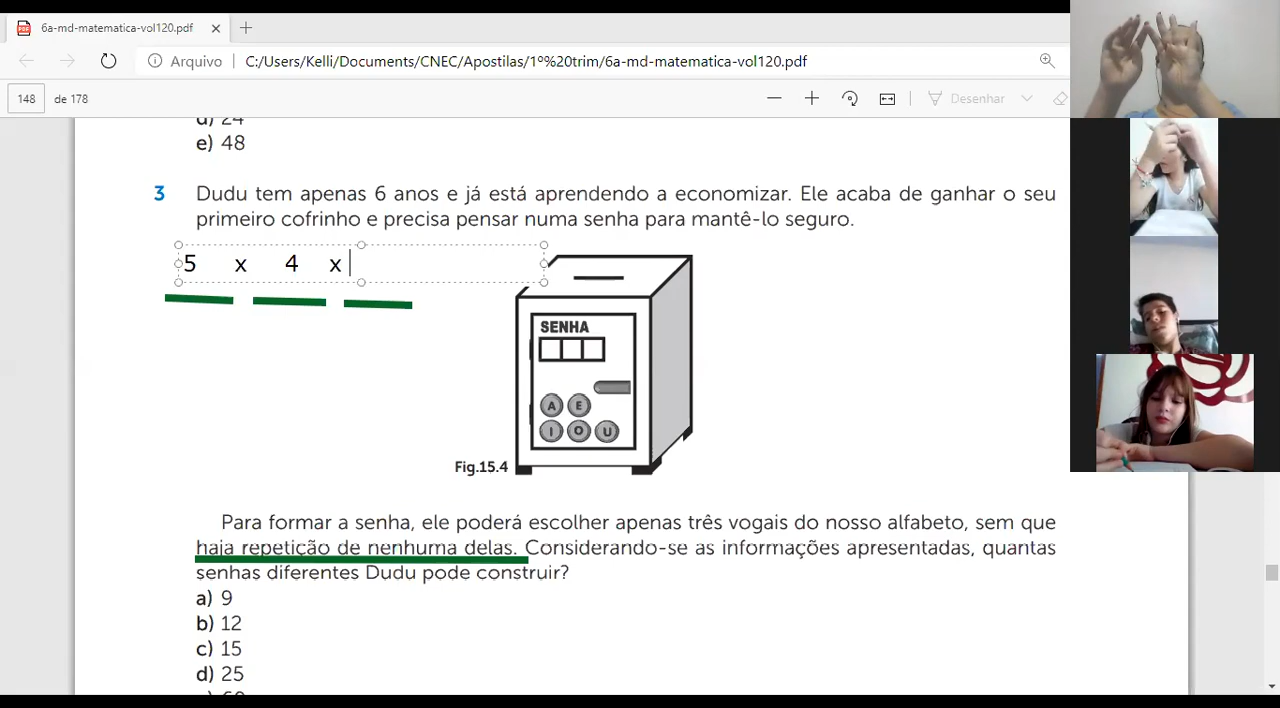 6a-md-matematica-vol120.pdf
Arquivo
C:/Users/Kelli/Documents/CNEC/Apostilas/1º%20trim/6a-md-matematica-vol120.pdf
148 de 178
Desenhar
d) 24
e) 48
3 Dudu tem apenas 6 anos e já está aprendendo a economizar. Ele acaba de ganhar o seu
primeiro cofrinho e precisa pensar numa senha para mantê-lo seguro.
5 x 4 x
SENHA
A E
I O U
Fig.15.4
Para formar a senha, ele poderá escolher apenas três vogais do nosso alfabeto, sem que
haja repetição de nenhuma delas. Considerando-se as informações apresentadas, quantas
senhas diferentes Dudu pode construir?
a) 9
b) 12
c) 15
d) 25